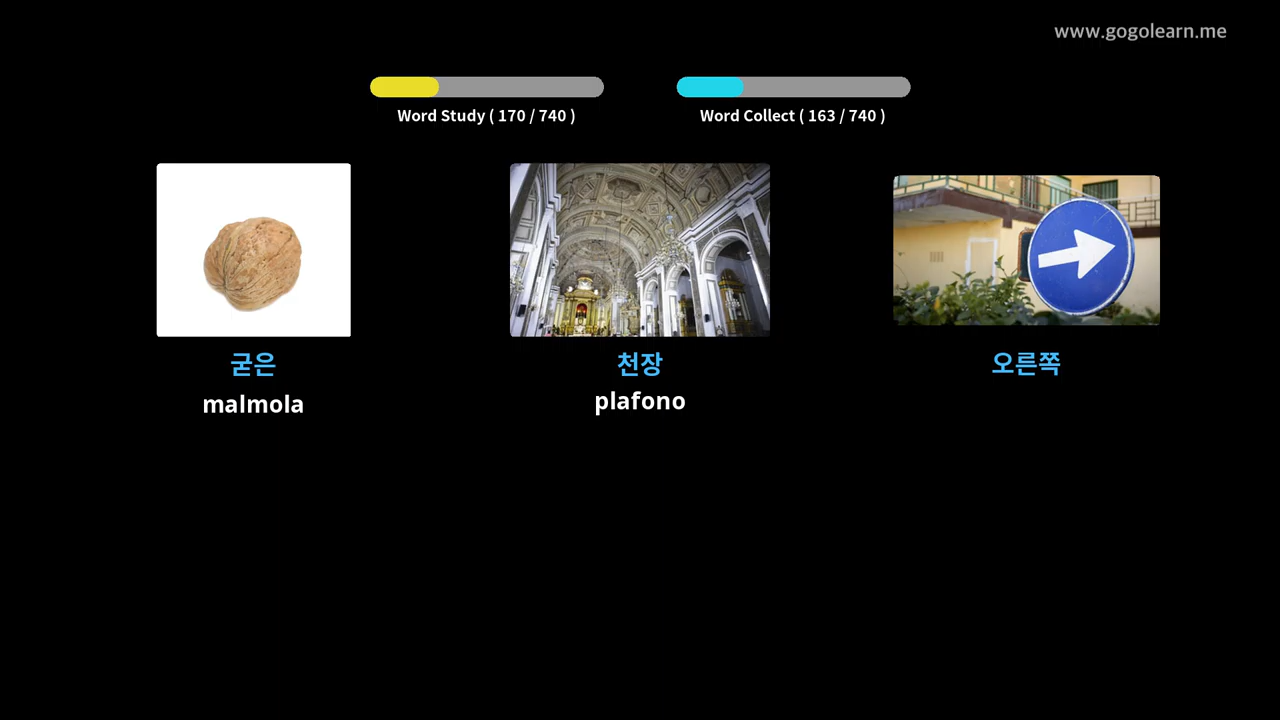 www.gogolearn.me
Word Study ( 170 / 740 )
Word Collect ( 163 / 740 )
굳은
malmola
천장
plafono
오른쪽